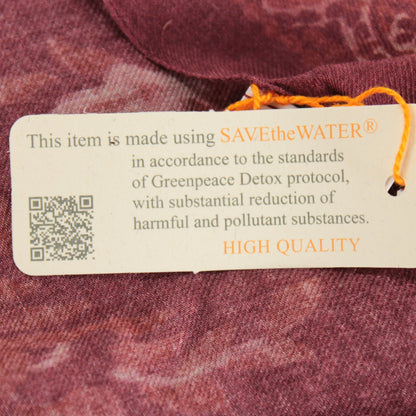 This item is made using SAVEtheWATER®
in accordance to the standards
of Greenpeace Detox protocol,
with substantial reduction of
harmful and pollutant substances.
HIGH QUALITY